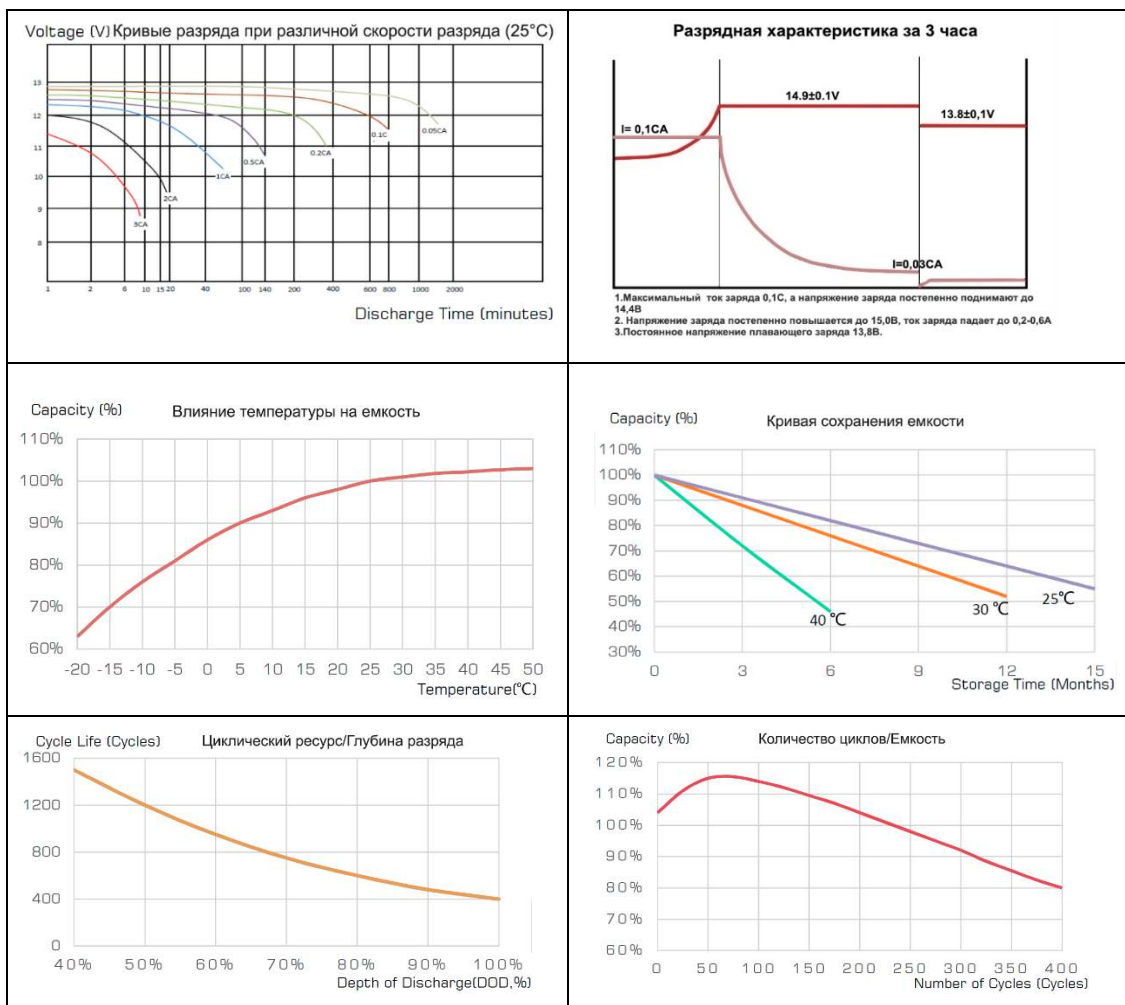 Voltage (V) Кривые разряда при различной скорости разряда (25°C)
13
12
11
10
9
8
3CA
2CA
1CA
0.5CA
0.2CA
0.1C
0.05CA
1 2 6 10 15 20 40 100 140 200 400 600 800 1000 2000
Discharge Time (minutes)
Разрядная характеристика за 3 часа
14.9±0.1V
13.8±0,1V
I= 0,1CA
I=0,03CA
1.Максимальный ток заряда 0,1С, а напряжение заряда постепенно поднимают до
14,4В
2. Напряжение заряда постепенно повышается до 15,0В, ток заряда падает до 0,2-0,6А
3.Постоянное напряжение плавающего заряда 13,8В.
Capacity (%) Влияние температуры на емкость
110%
100%
90%
80%
70%
60%
-20 -15 -10 -5 0 5 10 15 20 25 30 35 40 45 50
Temperature(℃)
Capacity (%) Кривая сохранения емкости
110%
100%
90%
80%
70%
60%
50%
40%
30%
40 ℃
30 ℃
25℃
0 3 6 9 12 15
Storage Time (Months)
Cycle Life (Cycles) Циклический ресурс/Глубина разряда
1600
1200
800
400
0
40% 50% 60% 70% 80% 90% 100%
Depth of Discharge(DOD,%)
Capacity (%) Количество циклов/Емкость
120%
110%
100%
90%
80%
70%
60%
0 50 100 150 200 250 300 350 400
Number of Cycles (Cycles)